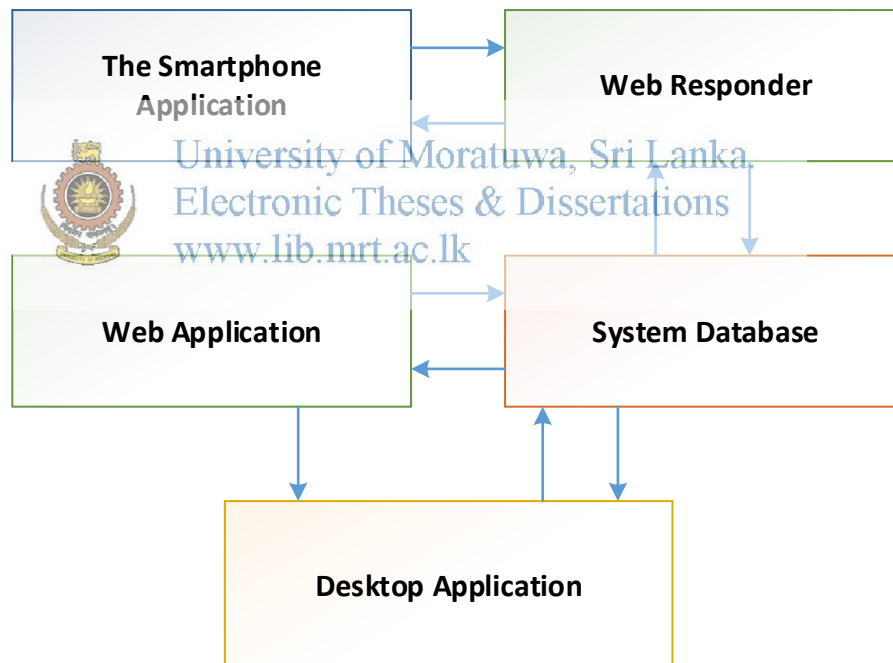 The Smartphone
Application
Web Responder
University of Moratuwa, Sri Lanka.
Electronic Theses & Dissertations
www.lib.mrt.ac.lk
Web Application
System Database
Desktop Application